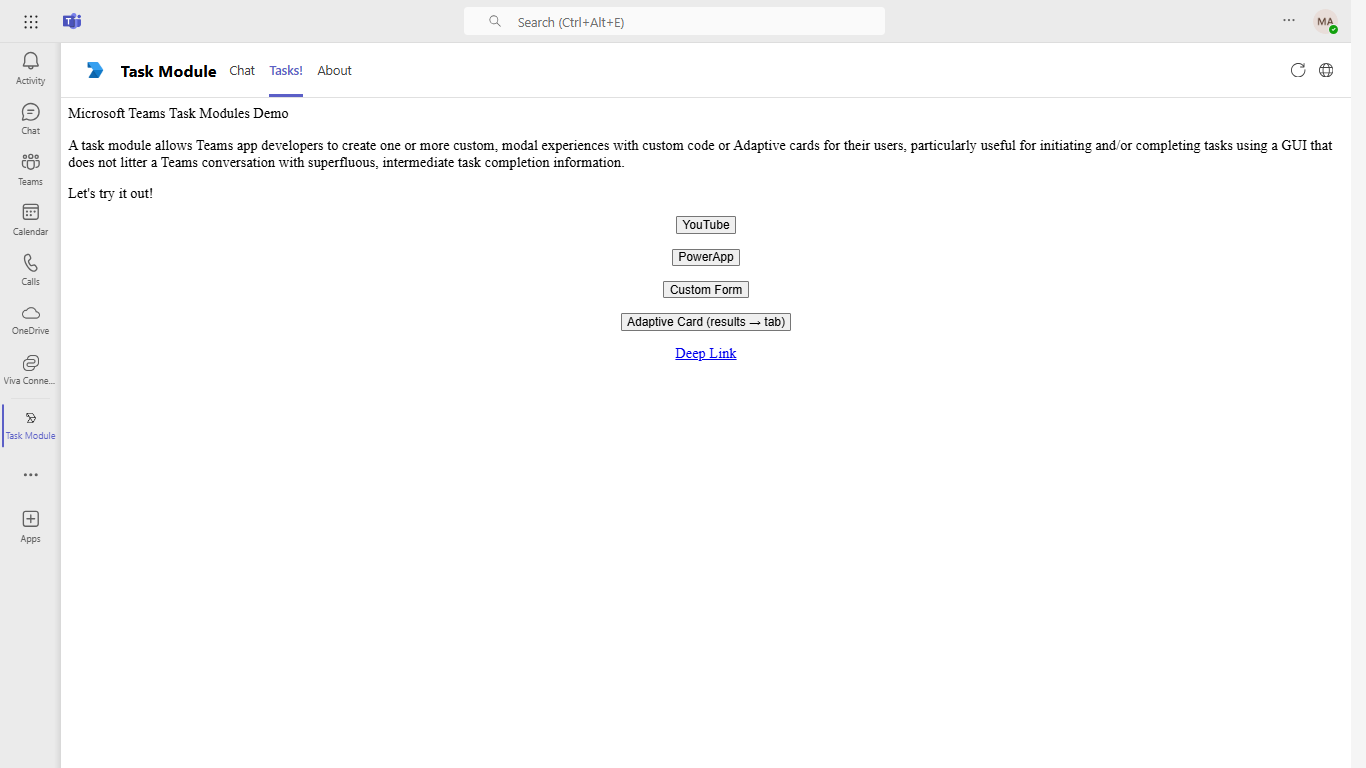 Search (Ctrl+Alt+E)
MA
Activity
Chat
Teams
Calendar
Calls
OneDrive
Viva Conne...
Task Module
Apps
Task Module Chat Tasks! About
Microsoft Teams Task Modules Demo
A task module allows Teams app developers to create one or more custom, modal experiences with custom code or Adaptive cards for their users, particularly useful for initiating and/or completing tasks using a GUI that
does not litter a Teams conversation with superfluous, intermediate task completion information.
Let's try it out!
YouTube
PowerApp
Custom Form
Adaptive Card (results → tab)
Deep Link